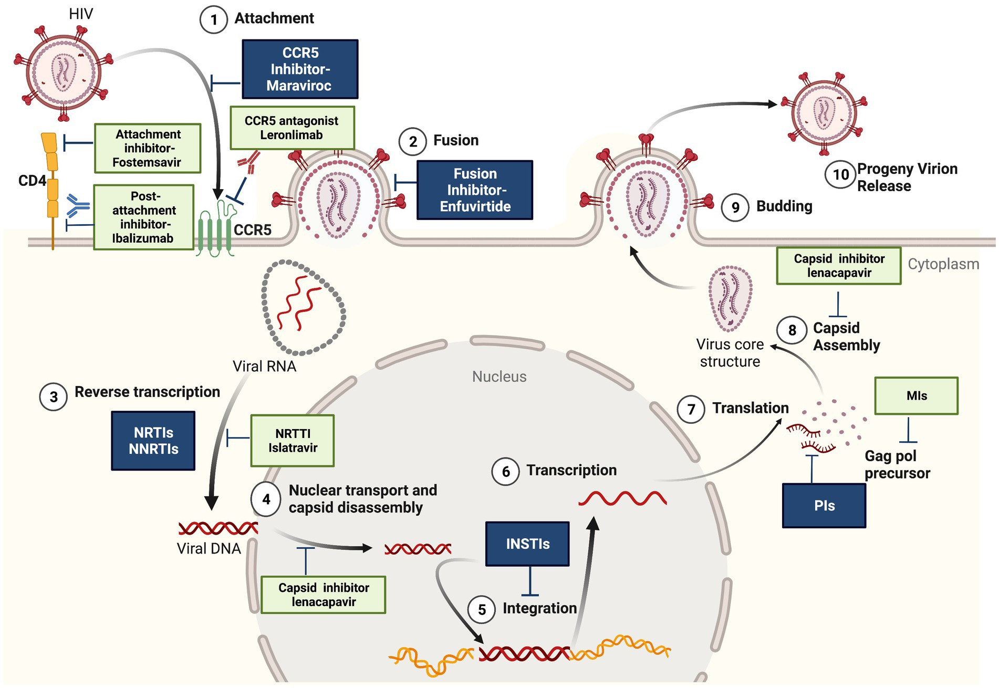 HIV
1
Attachment
CCR5
Inhibitor-
Maraviroc
CCR5 antagonist
Leronlimab
Attachment
inhibitor-
Fostemsavir
CD4
Post-
attachment
inhibitor-
Ibalizumab
CCR5
2
Fusion
Fusion
Inhibitor-
Enfuvirtide
10
Progeny Virion
Release
9
Budding
Capsid inhibitor
lenacapavir
Cytoplasm
8
Capsid
Assembly
Virus core
structure
Viral RNA
Nucleus
3
Reverse transcription
NRTIs
NNRTIs
NRTTI
Islatravir
7
Translation
MIs
Gag pol
precursor
PIs
6
Transcription
4
Nuclear transport and
capsid disassembly
Viral DNA
INSTIs
Capsid inhibitor
lenacapavir
5
Integration